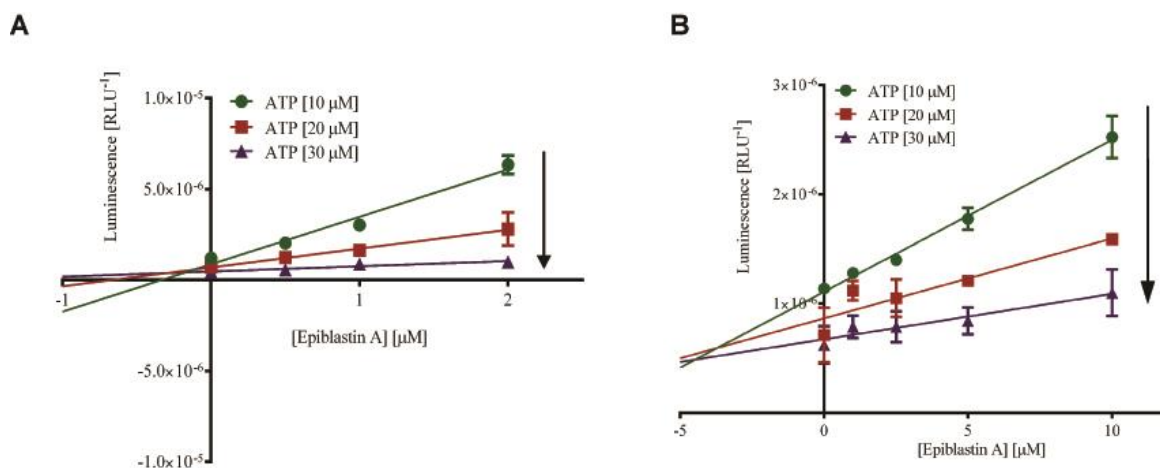 A
Luminescence [RLU⁻¹]
1.0×10⁻⁵
5.0×10⁻⁶
-5.0×10⁻⁶
-1.0×10⁻⁵
ATP [10 μM]
ATP [20 μM]
ATP [30 μM]
-1
1
2
[Epiblastin A] [μM]
B
Luminescence [RLU⁻¹]
3×10⁻⁶
2×10⁻⁶
1×10⁻⁶
ATP [10 μM]
ATP [20 μM]
ATP [30 μM]
-5
0
5
10
[Epiblastin A] [μM]